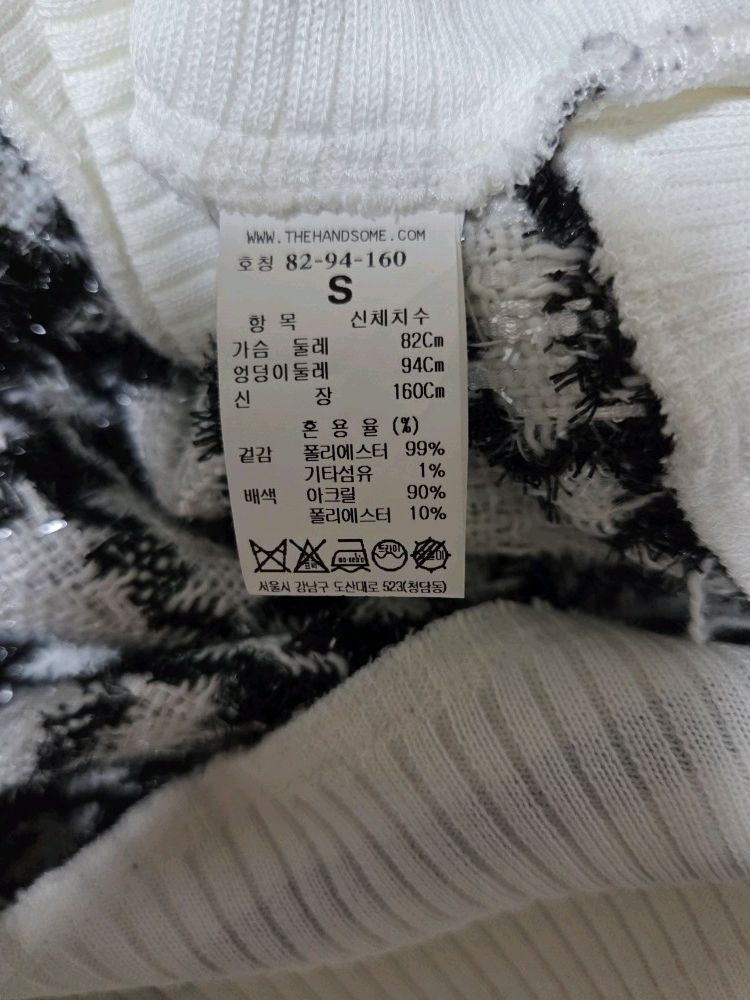 WWW.THEHANDSOME.COM
호칭 82-94-160
S
항 목 신체치수
가슴 둘레 82Cm
엉덩이둘레 94Cm
신 장 160Cm
혼 용 율 (%)
겉감 폴리에스터 99%
기타섬유 1%
배색 아크릴 90%
폴리에스터 10%
드라이
서울시 강남구 도산대로 523(청담동)